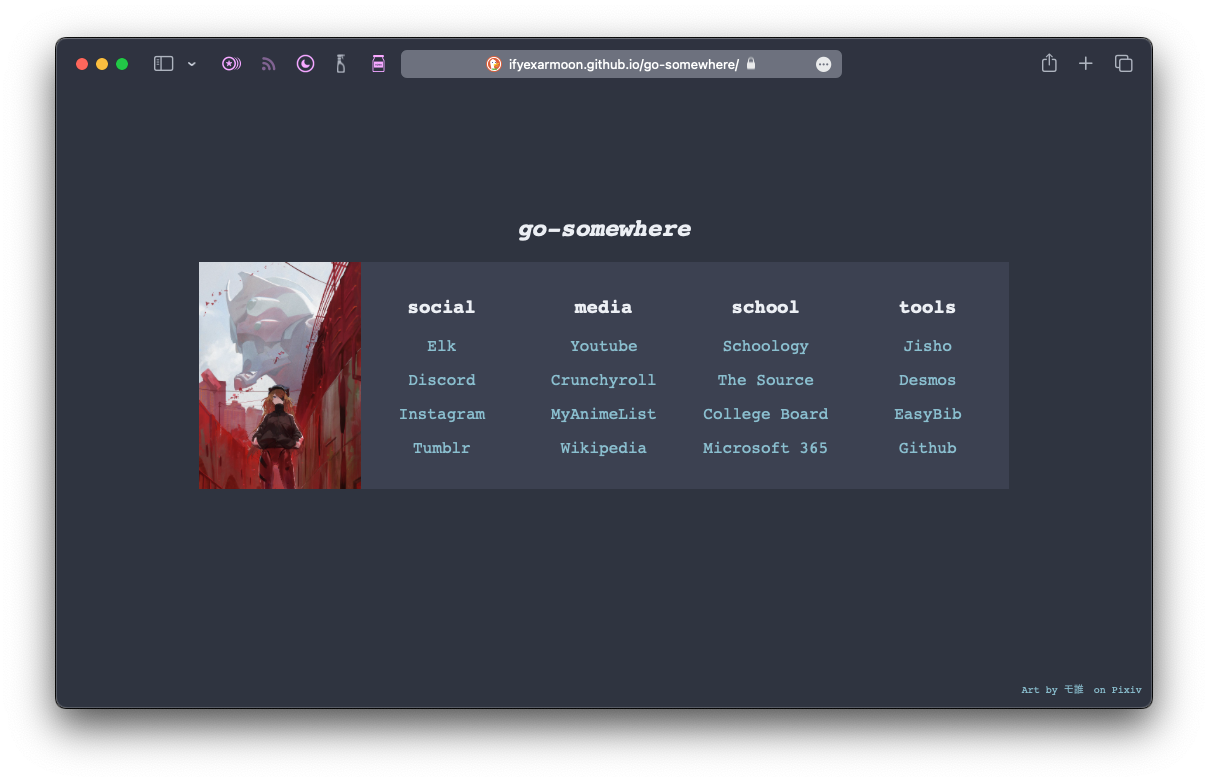 ifyexarmoon.github.io/go-somewhere/
go-somewhere
social media school tools
Elk Youtube Schoology Jisho
Discord Crunchyroll The Source Desmos
Instagram MyAnimeList College Board EasyBib
Tumblr Wikipedia Microsoft 365 Github
Art by モ誰 on Pixiv